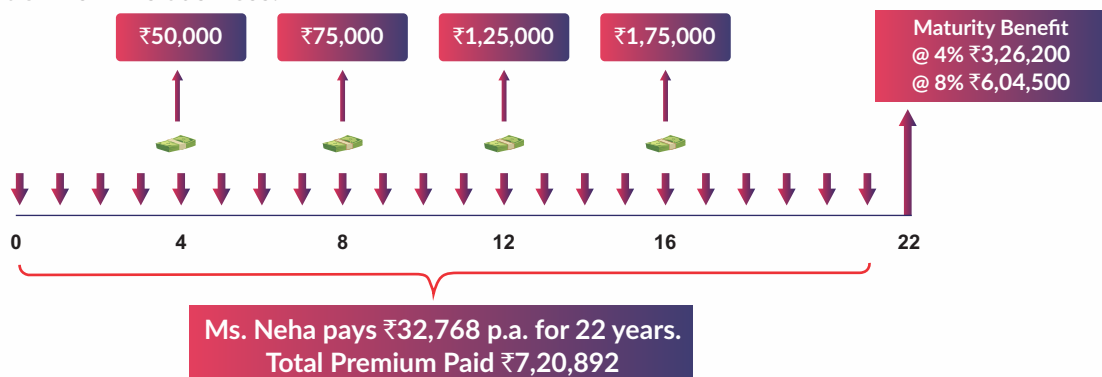 ₹50,000
₹75,000
₹1,25,000
₹1,75,000
Maturity Benefit
@ 4% ₹3,26,200
@ 8% ₹6,04,500
0
4
8
12
16
22
Ms. Neha pays ₹32,768 p.a. for 22 years.
Total Premium Paid ₹7,20,892